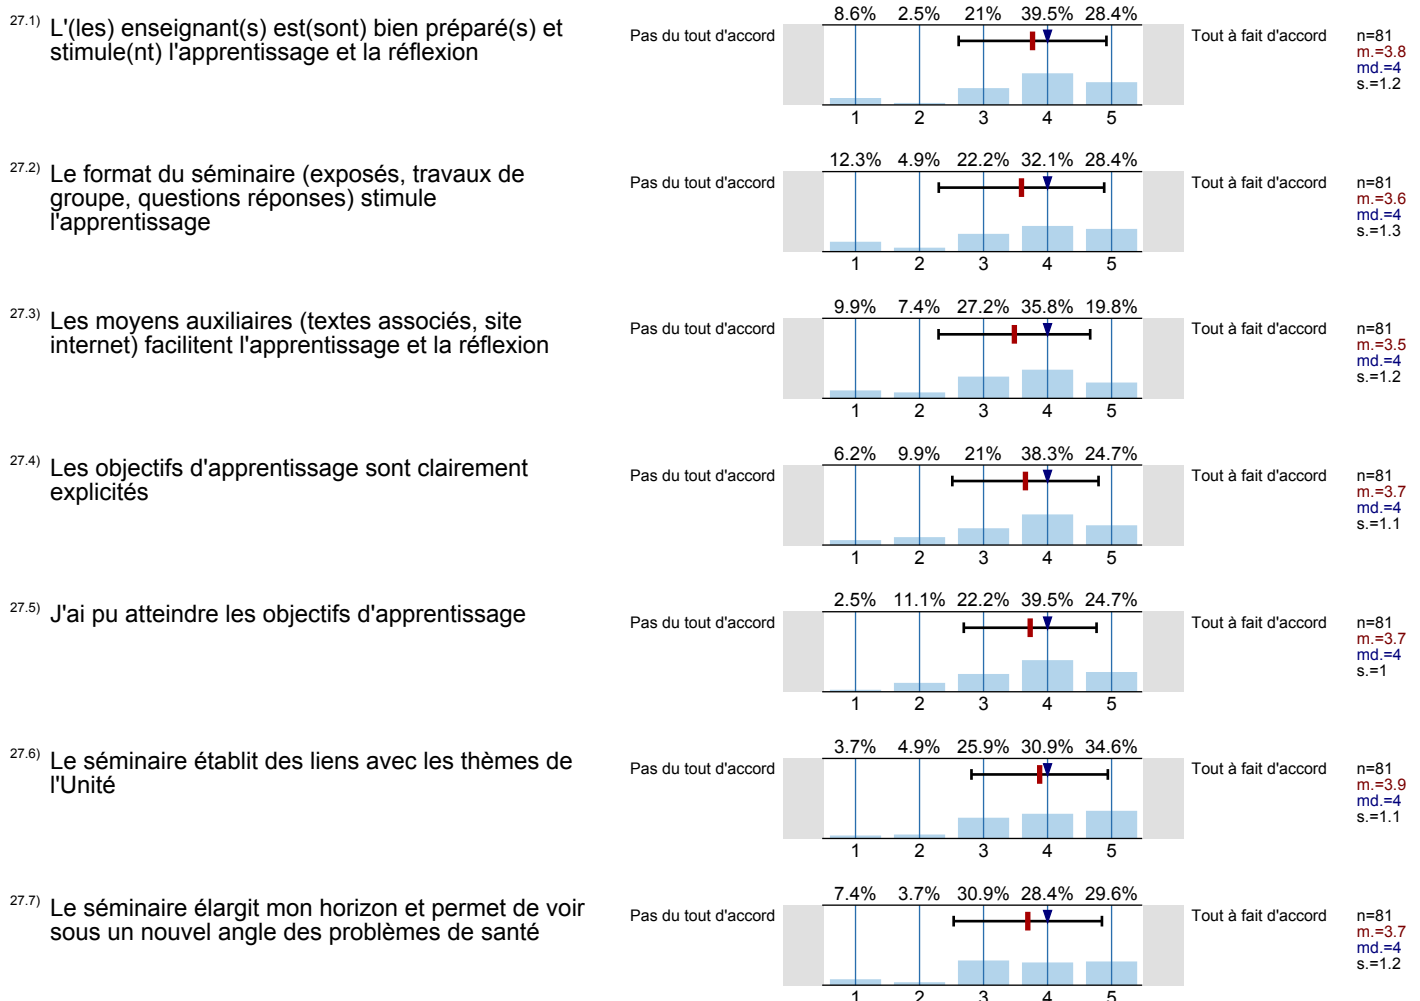 27.1) L'(les) enseignant(s) est(sont) bien préparé(s) et
stimule(nt) l'apprentissage et la réflexion
Pas du tout d'accord
8.6% 2.5% 21% 39.5% 28.4%
1 2 3 4 5
Tout à fait d'accord
n=81
m.=3.8
md.=4
s.=1.2
27.2) Le format du séminaire (exposés, travaux de
groupe, questions réponses) stimule
l'apprentissage
Pas du tout d'accord
12.3% 4.9% 22.2% 32.1% 28.4%
1 2 3 4 5
Tout à fait d'accord
n=81
m.=3.6
md.=4
s.=1.3
27.3) Les moyens auxiliaires (textes associés, site
internet) facilitent l'apprentissage et la réflexion
Pas du tout d'accord
9.9% 7.4% 27.2% 35.8% 19.8%
1 2 3 4 5
Tout à fait d'accord
n=81
m.=3.5
md.=4
s.=1.2
27.4) Les objectifs d'apprentissage sont clairement
explicités
Pas du tout d'accord
6.2% 9.9% 21% 38.3% 24.7%
1 2 3 4 5
Tout à fait d'accord
n=81
m.=3.7
md.=4
s.=1.1
27.5) J'ai pu atteindre les objectifs d'apprentissage
Pas du tout d'accord
2.5% 11.1% 22.2% 39.5% 24.7%
1 2 3 4 5
Tout à fait d'accord
n=81
m.=3.7
md.=4
s.=1
27.6) Le séminaire établit des liens avec les thèmes de
l'Unité
Pas du tout d'accord
3.7% 4.9% 25.9% 30.9% 34.6%
1 2 3 4 5
Tout à fait d'accord
n=81
m.=3.9
md.=4
s.=1.1
27.7) Le séminaire élargit mon horizon et permet de voir
sous un nouvel angle des problèmes de santé
Pas du tout d'accord
7.4% 3.7% 30.9% 28.4% 29.6%
1 2 3 4 5
Tout à fait d'accord
n=81
m.=3.7
md.=4
s.=1.2